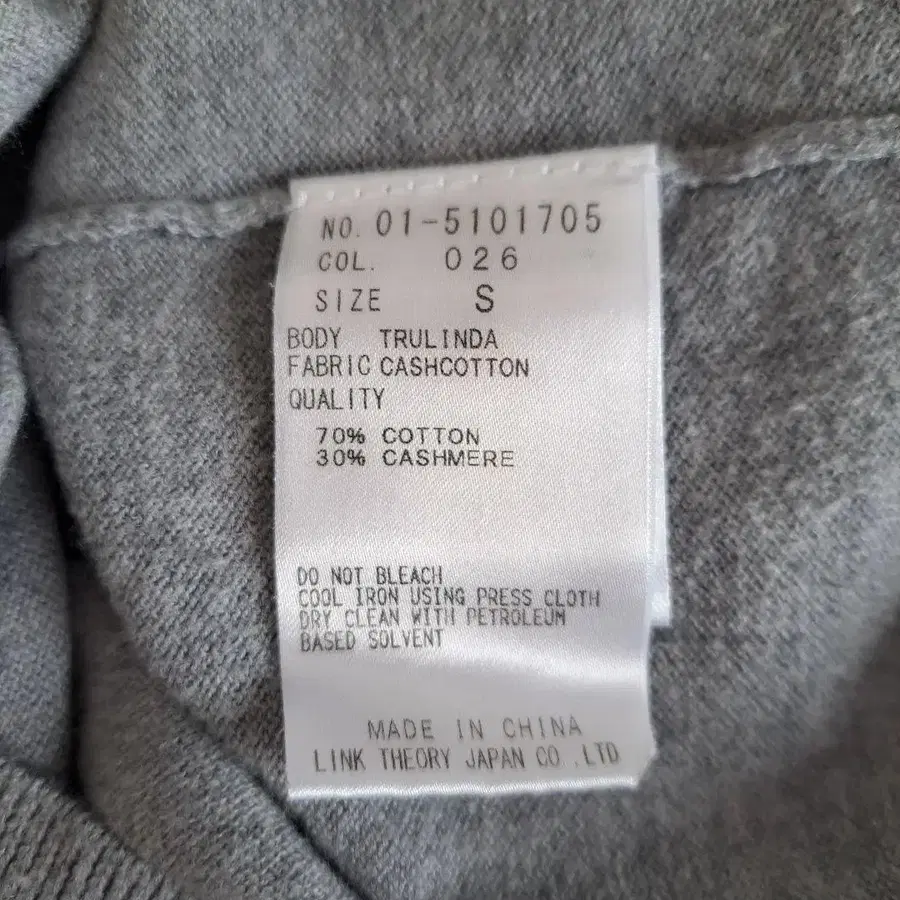 NO. 01-5101705
COL. 026
SIZE S
BODY TRULINDA
FABRIC CASHCOTTON
QUALITY
70% COTTON
30% CASHMERE
DO NOT BLEACH
COOL IRON USING PRESS CLOTH
DRY CLEAN WITH PETROLEUM
BASED SOLVENT
MADE IN CHINA
LINK THEORY JAPAN CO.,LTD